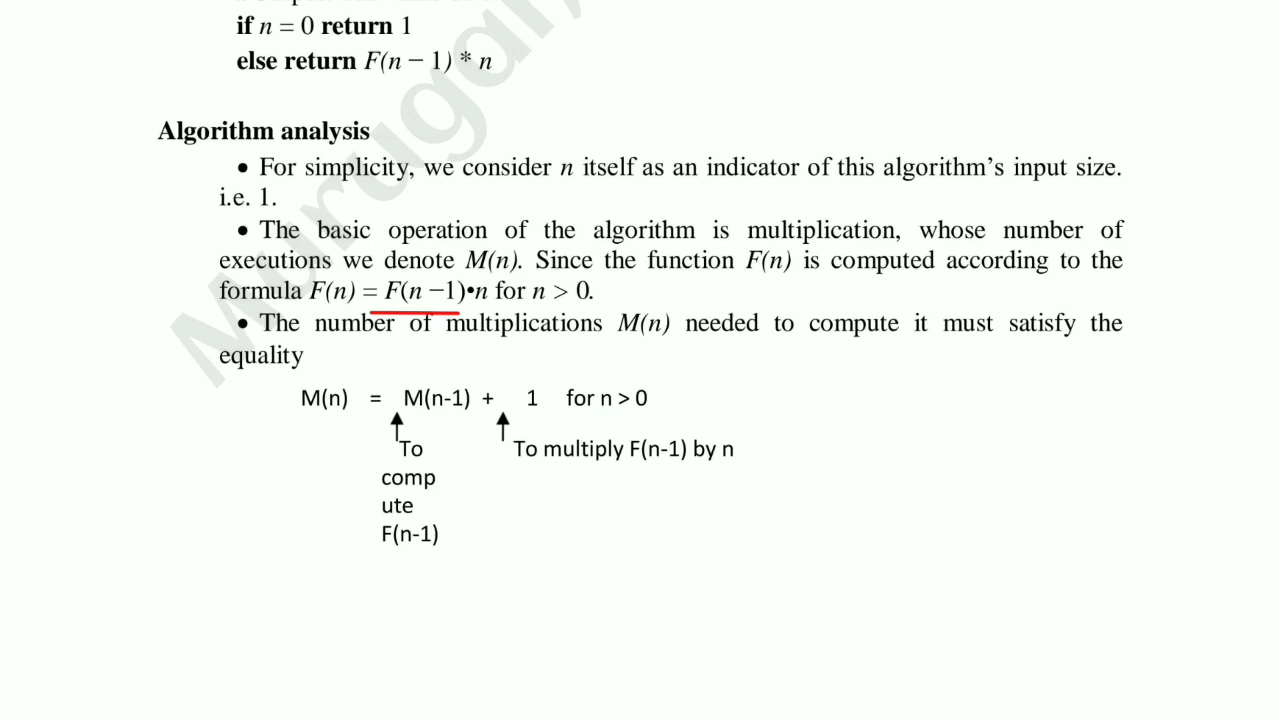 if n = 0 return 1
else return F(n − 1) * n
Algorithm analysis
• For simplicity, we consider n itself as an indicator of this algorithm’s input size.
i.e. 1.
• The basic operation of the algorithm is multiplication, whose number of
executions we denote M(n). Since the function F(n) is computed according to the
formula F(n) = F(n −1)•n for n > 0.
• The number of multiplications M(n) needed to compute it must satisfy the
equality
M(n) = M(n-1) + 1 for n > 0
To To multiply F(n-1) by n
comp
ute
F(n-1)
Murugan,